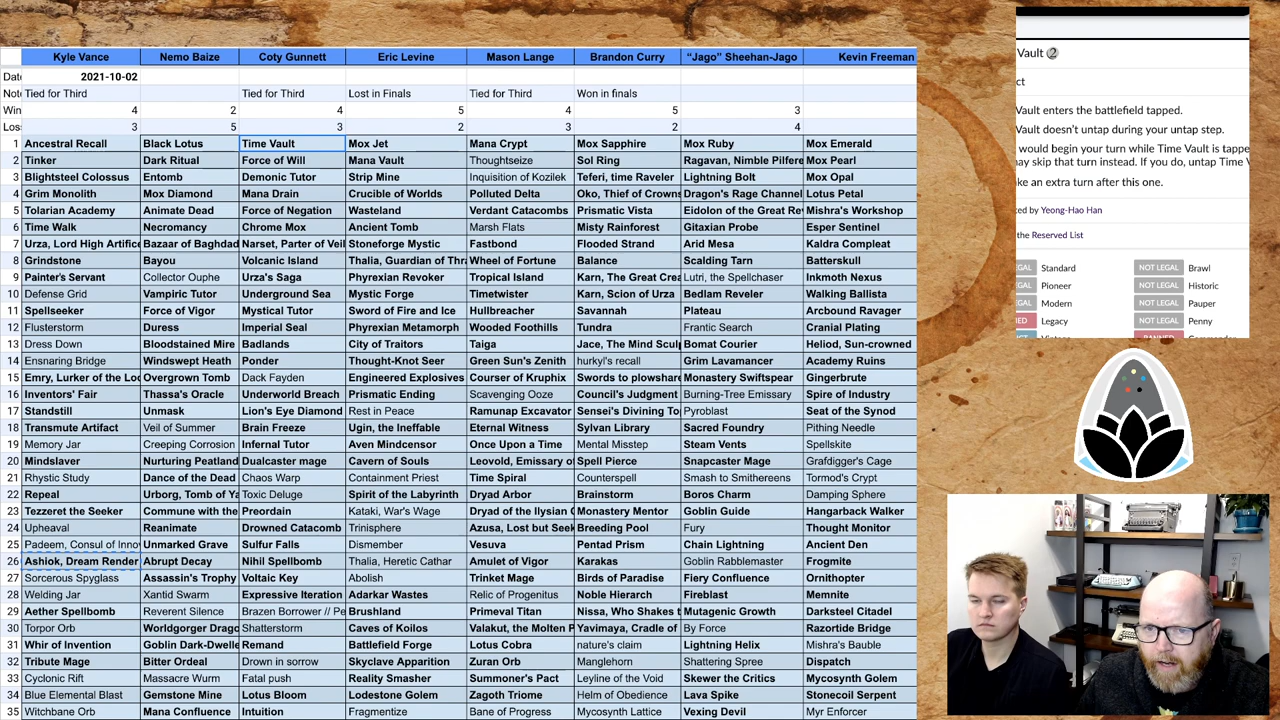 Kyle Vance Nemo Baize Coty Gunnett Eric Levine Mason Lange Brandon Curry “Jago” Sheehan-Jago Kevin Freeman
Date 2021-10-02
Not Tied for Third Tied for Third Lost in Finals Tied for Third Won in finals
Win 4 2 4 5 4 5 3
Los 3 5 3 2 3 2 4
1 Ancestral Recall Black Lotus Time Vault Mox Jet Mana Crypt Mox Sapphire Mox Ruby Mox Emerald
2 Tinker Dark Ritual Force of Will Mana Vault Thoughtseize Sol Ring Ragavan, Nimble Pilfere Mox Pearl
3 Blightsteel Colossus Entomb Demonic Tutor Strip Mine Inquisition of Kozilek Teferi, time Raveler Lightning Bolt Mox Opal
4 Grim Monolith Mox Diamond Mana Drain Crucible of Worlds Polluted Delta Oko, Thief of Crowns Dragon's Rage Channel Lotus Petal
5 Tolarian Academy Animate Dead Force of Negation Wasteland Verdant Catacombs Prismatic Vista Eidolon of the Great Rev Mishra's Workshop
6 Time Walk Necromancy Chrome Mox Ancient Tomb Marsh Flats Misty Rainforest Gitaxian Probe Esper Sentinel
7 Urza, Lord High Artifice Bazaar of Baghdad Narset, Parter of Veil Stoneforge Mystic Fastbond Flooded Strand Arid Mesa Kaldra Compleat
8 Grindstone Bayou Volcanic Island Thalia, Guardian of Thra Wheel of Fortune Balance Scalding Tarn Batterskull
9 Painter's Servant Collector Ouphe Urza's Saga Phyrexian Revoker Tropical Island Karn, The Great Crea Lutri, the Spellchaser Inkmoth Nexus
10 Defense Grid Vampiric Tutor Underground Sea Mystic Forge Timetwister Karn, Scion of Urza Bedlam Reveler Walking Ballista
11 Spellseeker Force of Vigor Mystical Tutor Sword of Fire and Ice Hullbreacher Savannah Plateau Arcbound Ravager
12 Flusterstorm Duress Imperial Seal Phyrexian Metamorph Wooded Foothills Tundra Frantic Search Cranial Plating
13 Dress Down Bloodstained Mire Badlands City of Traitors Taiga Jace, The Mind Sculp Bomat Courier Heliod, Sun-crowned
14 Ensnaring Bridge Windswept Heath Ponder Thought-Knot Seer Green Sun's Zenith hurkyl's recall Grim Lavamancer Academy Ruins
15 Emry, Lurker of the Loc Overgrown Tomb Dack Fayden Engineered Explosives Courser of Kruphix Swords to plowshare Monastery Swiftspear Gingerbrute
16 Inventors' Fair Thassa's Oracle Underworld Breach Prismatic Ending Scavenging Ooze Council's Judgment Burning-Tree Emissary Spire of Industry
17 Standstill Unmask Lion's Eye Diamond Rest in Peace Ramunap Excavator Sensei's Divining To Pyroblast Seat of the Synod
18 Transmute Artifact Veil of Summer Brain Freeze Ugin, the Ineffable Eternal Witness Sylvan Library Sacred Foundry Pithing Needle
19 Memory Jar Creeping Corrosion Infernal Tutor Aven Mindcensor Once Upon a Time Mental Misstep Steam Vents Spellskite
20 Mindslaver Nurturing Peatland Dualcaster mage Cavern of Souls Leovold, Emissary o Spell Pierce Snapcaster Mage Grafdigger's Cage
21 Rhystic Study Dance of the Dead Chaos Warp Containment Priest Time Spiral Counterspell Smash to Smithereens Tormod's Crypt
22 Repeal Urborg, Tomb of Ya Toxic Deluge Spirit of the Labyrinth Dryad Arbor Brainstorm Boros Charm Damping Sphere
23 Tezzeret the Seeker Commune with the Preordain Kataki, War's Wage Dryad of the Ilysian G Monastery Mentor Goblin Guide Hangarback Walker
24 Upheaval Reanimate Drowned Catacomb Trinisphere Azusa, Lost but Seek Breeding Pool Fury Thought Monitor
25 Padeem, Consul of Innov Unmarked Grave Sulfur Falls Dismember Vesuva Pentad Prism Chain Lightning Ancient Den
26 Ashiok, Dream Render Abrupt Decay Nihil Spellbomb Thalia, Heretic Cathar Amulet of Vigor Karakas Goblin Rabblemaster Frogmite
27 Sorcerous Spyglass Assassin's Trophy Voltaic Key Abolish Trinket Mage Birds of Paradise Fiery Confluence Ornithopter
28 Welding Jar Xantid Swarm Expressive Iteration Adarkar Wastes Relic of Progenitus Noble Hierarch Fireblast Memnite
29 Aether Spellbomb Reverent Silence Brazen Borrower // Pe Brushland Primeval Titan Nissa, Who Shakes t Mutagenic Growth Darksteel Citadel
30 Torpor Orb Worldgorger Drago Shatterstorm Caves of Koilos Valakut, the Molten P Yavimaya, Cradle of By Force Razortide Bridge
31 Whir of Invention Goblin Dark-Dwelle Remand Battlefield Forge Lotus Cobra nature's claim Lightning Helix Mishra's Bauble
32 Tribute Mage Bitter Ordeal Drown in sorrow Skyclave Apparition Zuran Orb Manglehorn Shattering Spree Dispatch
33 Cyclonic Rift Massacre Wurm Fatal push Reality Smasher Summoner's Pact Leyline of the Void Skewer the Critics Mycosynth Golem
34 Blue Elemental Blast Gemstone Mine Lotus Bloom Lodestone Golem Zagoth Triome Helm of Obedience Lava Spike Stonecoil Serpent
35 Witchbane Orb Mana Confluence Intuition Fragmentize Bane of Progress Mycosynth Lattice Vexing Devil Myr Enforcer
Vault 2
ct
Vault enters the battlefield tapped.
Vault doesn't untap during your untap step.
would begin your turn while Time Vault is tappe
nay skip that turn instead. If you do, untap Time V
ke an extra turn after this one.
ed by Yeong-Hao Han
the Reserved List
GAL Standard NOT LEGAL Brawl
GAL Pioneer NOT LEGAL Historic
GAL Modern NOT LEGAL Pauper
ED Legacy NOT LEGAL Penny